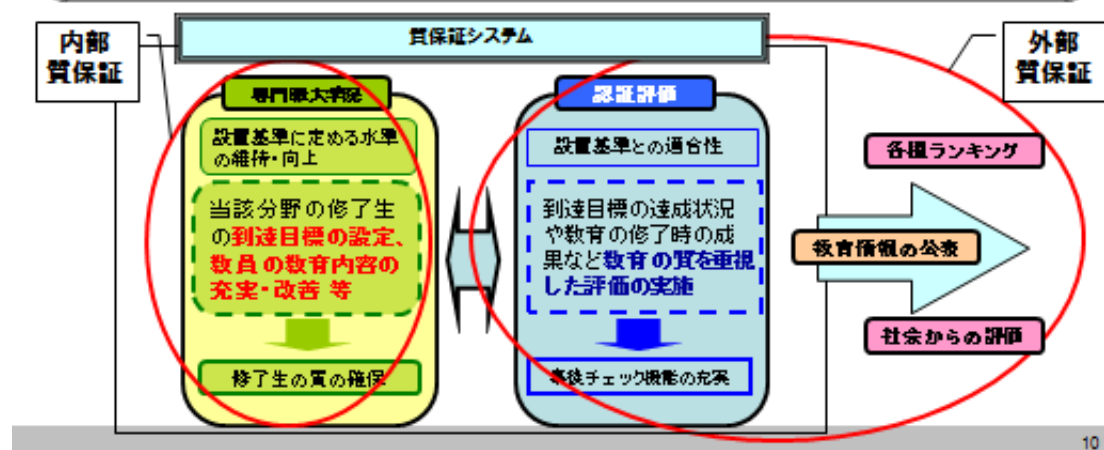 質保証システム
内部
質保証
外部
質保証
専門職大学院
設置基準に定める水準
の維持・向上
当該分野の修了生
の到達目標の設定、
教員の教育内容の
充実・改善 等
修了生の質の確保
認証評価
設置基準との適合性
到達目標の達成状況
や教育の修了時の成
果など教育の質を重視
した評価の実施
事後チェック機能の充実
各種ランキング
教育情報の公表
社会からの評価
10